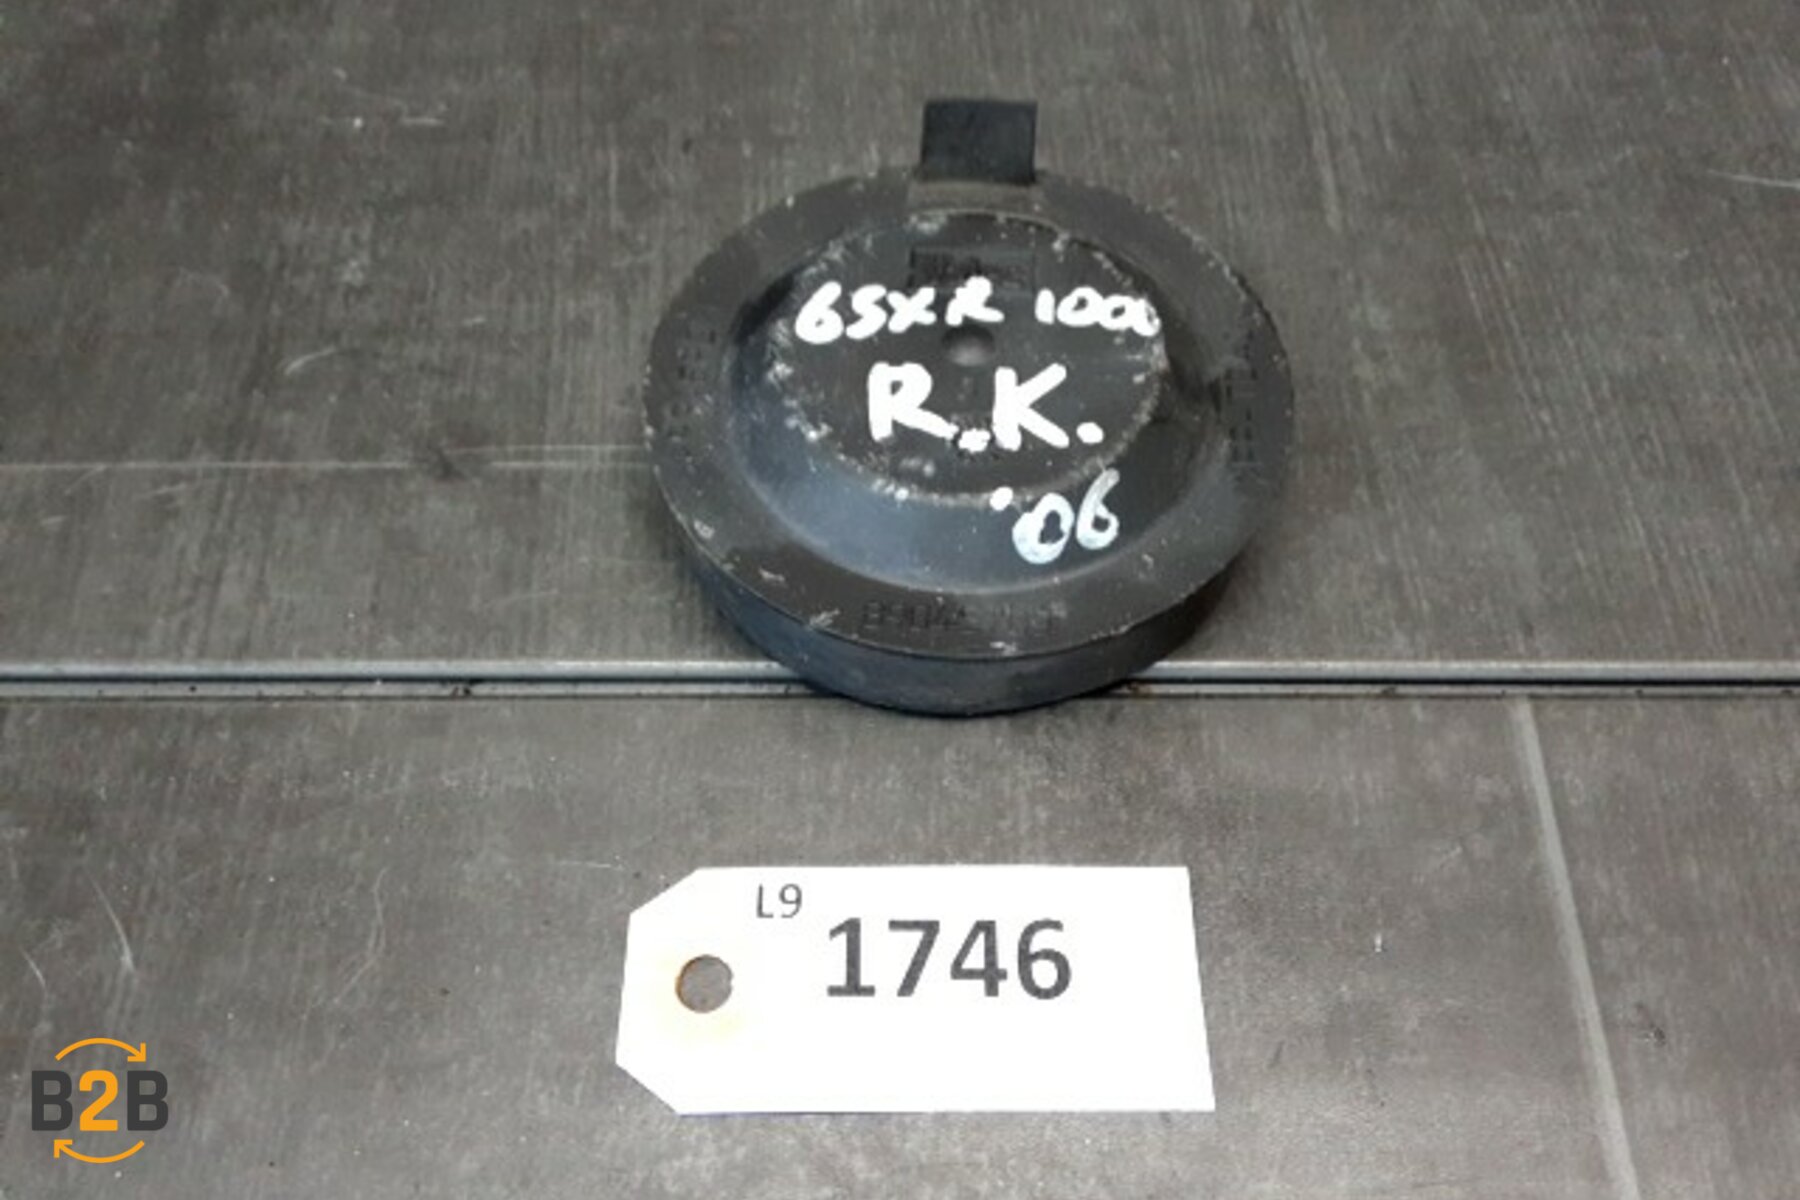 GSXR 1000
R.K.
'06
L9
1746
B2B